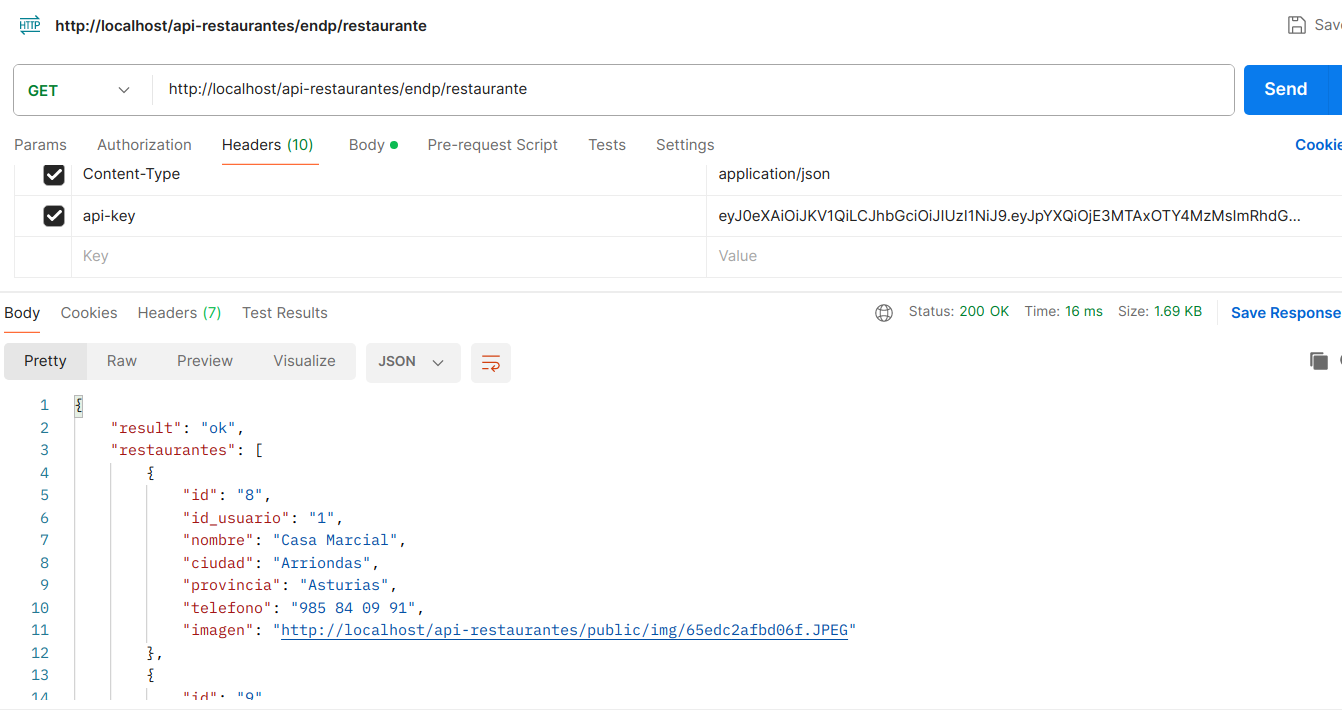 HTTP http://localhost/api-restaurantes/endp/restaurante Sav
GET http://localhost/api-restaurantes/endp/restaurante Send
Params Authorization Headers (10) Body Pre-request Script Tests Settings Cookie
Content-Type application/json
api-key eyJ0eXAiOiJKV1QiLCJhbGciOiJIUzI1NiJ9.eyJpYXQiOjE3MTAxOTY4MzMsImRhdG...
Key Value
Body Cookies Headers (7) Test Results Status: 200 OK Time: 16 ms Size: 1.69 KB Save Response
Pretty Raw Preview Visualize JSON
1 {
2 "result": "ok",
3 "restaurantes": [
4 {
5 "id": "8",
6 "id_usuario": "1",
7 "nombre": "Casa Marcial",
8 "ciudad": "Arriondas",
9 "provincia": "Asturias",
10 "telefono": "985 84 09 91",
11 "imagen": "http://localhost/api-restaurantes/public/img/65edc2afbd06f.JPEG"
12 },
13 {
14 "id": "9"